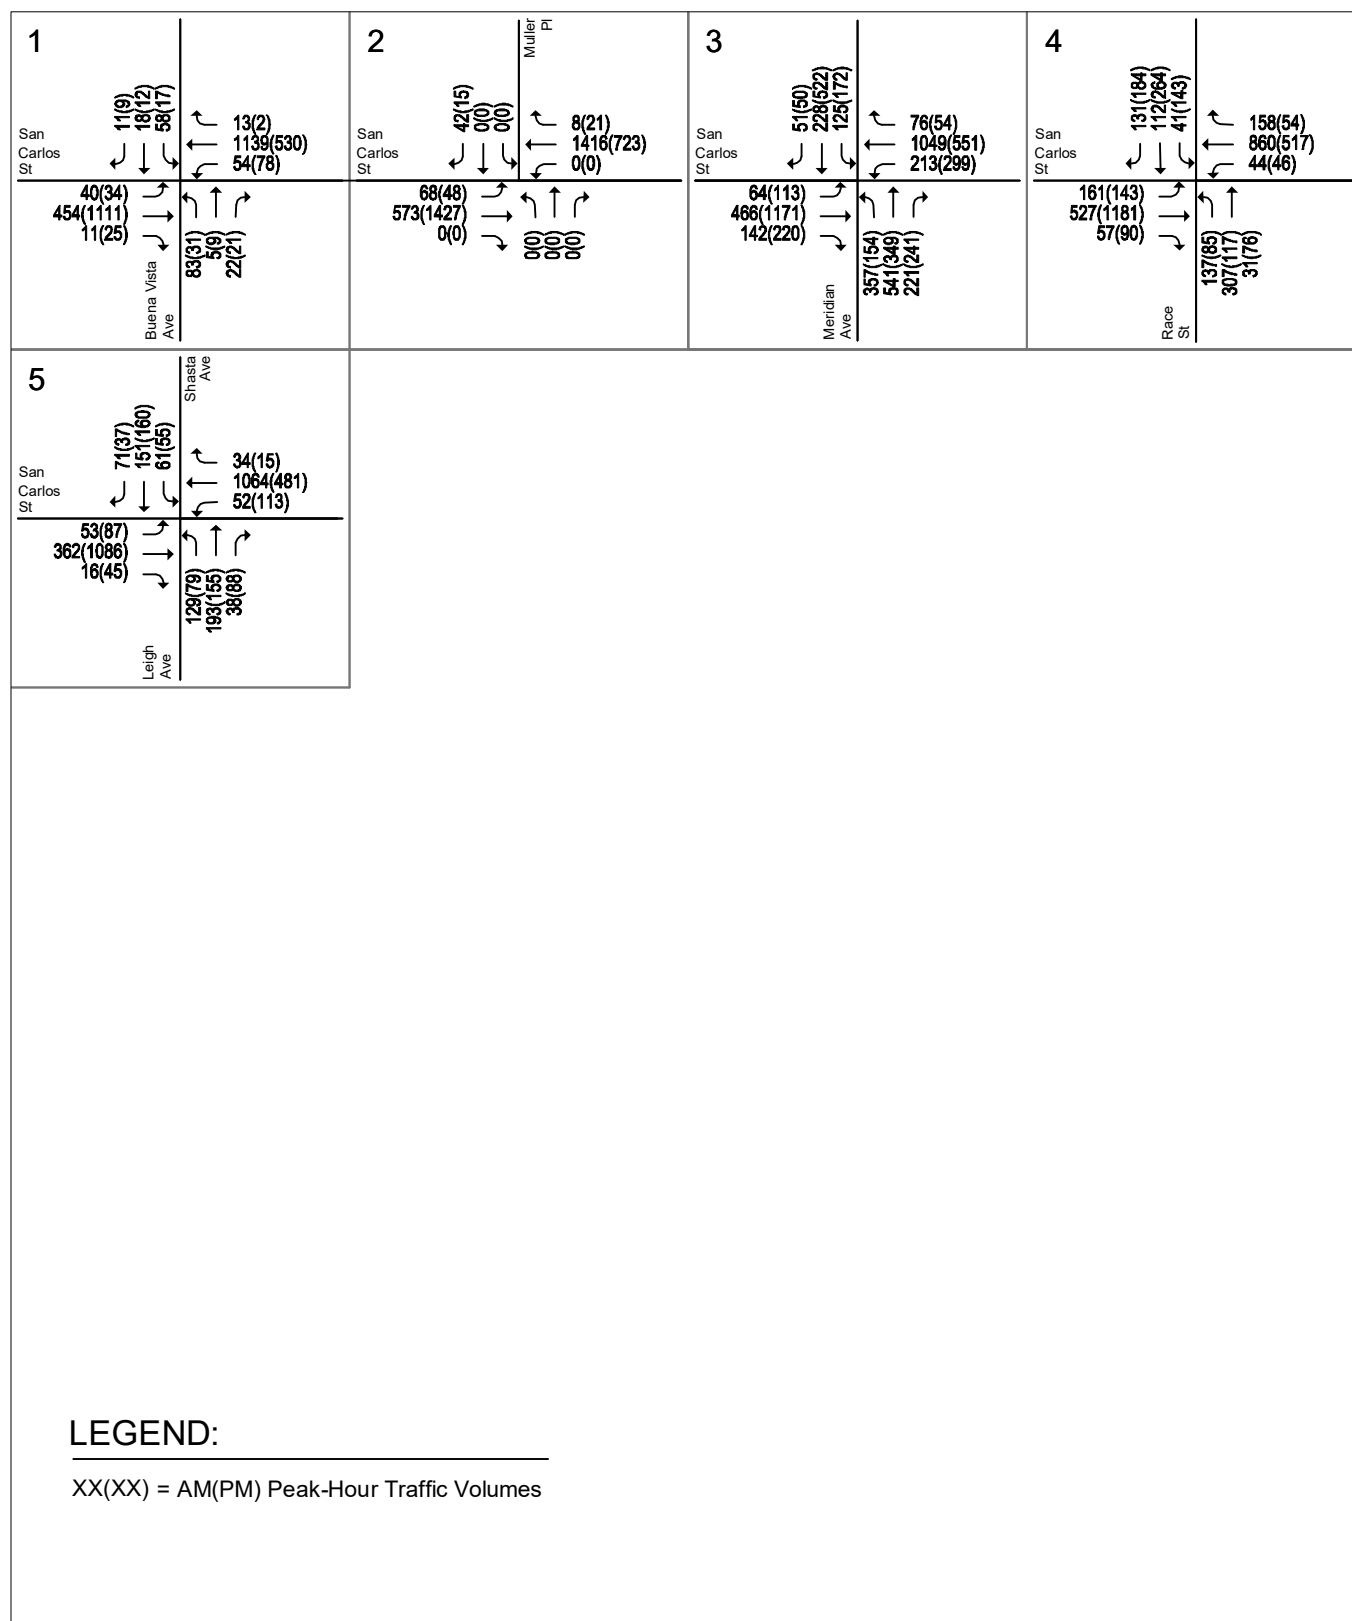 1
11(9)
18(12)
58(17)
San
Carlos
St
13(2)
1139(530)
54(78)
40(34)
454(1111)
11(25)
83(31)
5(9)
22(21)
Buena Vista
Ave
2
Muller
Pl
42(15)
0(0)
0(0)
San
Carlos
St
8(21)
1416(723)
0(0)
68(48)
573(1427)
0(0)
0(0)
0(0)
0(0)
3
51(50)
228(522)
125(172)
San
Carlos
St
76(54)
1049(551)
213(299)
64(113)
466(1171)
142(220)
357(154)
541(349)
221(241)
Meridian
Ave
4
131(184)
112(264)
41(143)
San
Carlos
St
158(54)
860(517)
44(46)
161(143)
527(1181)
57(90)
137(85)
307(117)
31(76)
Race
St
5
Shasta
Ave
71(37)
151(160)
61(55)
San
Carlos
St
34(15)
1064(481)
52(113)
53(87)
362(1086)
16(45)
129(79)
193(155)
38(88)
Leigh
Ave
LEGEND:
XX(XX) = AM(PM) Peak-Hour Traffic Volumes